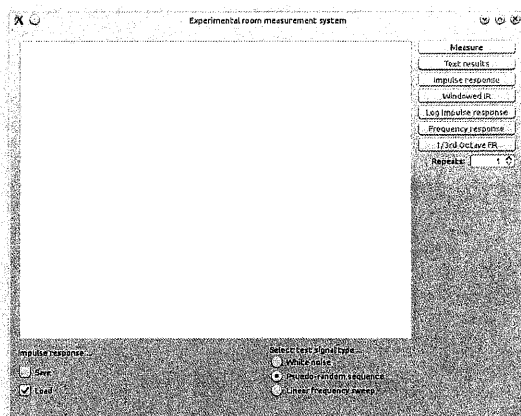 Experimental room measurement system
Measure
Text results
Impulse response
Windowed IR
Log impulse response
Frequency response
1/3rd Octave FR
Repeats: 1
Impulse response...
Save
Load
Select test signal type...
White noise
Psuedo-random sequence
Linear frequency sweep